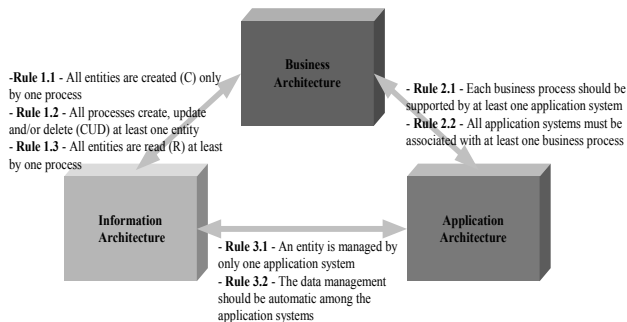 Business
Architecture
-Rule 1.1 - All entities are created (C) only
by one process
- Rule 1.2 - All processes create, update
and/or delete (CUD) at least one entity
- Rule 1.3 - All entities are read (R) at least
by one process
- Rule 2.1 - Each business process should be
supported by at least one application system
- Rule 2.2 - All application systems must be
associated with at least one business process
Information
Architecture
Application
Architecture
- Rule 3.1 - An entity is managed by
only one application system
- Rule 3.2 - The data management
should be automatic among the
application systems